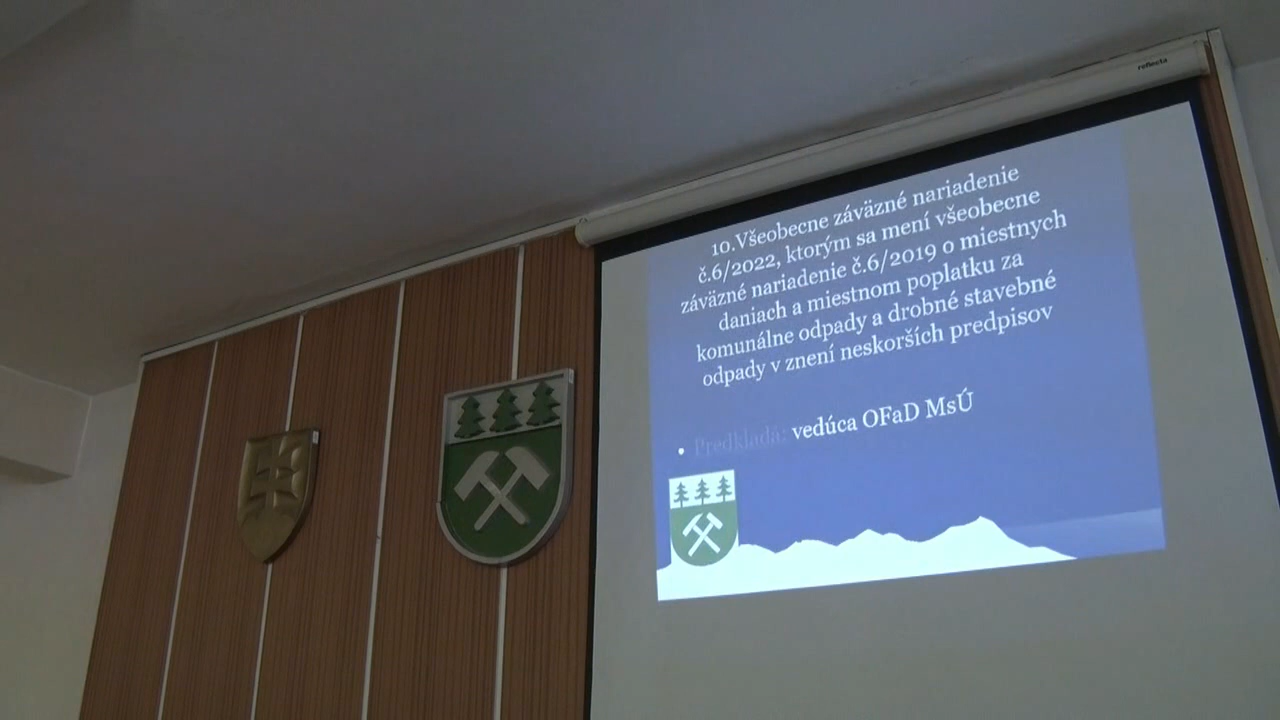 reflecta
10.Všeobecne záväzné nariadenie
č.6/2022, ktorým sa mení všeobecne
záväzné nariadenie č.6/2019 o miestnych
daniach a miestnom poplatku za
komunálne odpady a drobné stavebné
odpady v znení neskorších predpisov
• Predkladá: vedúca OFaD MsÚ